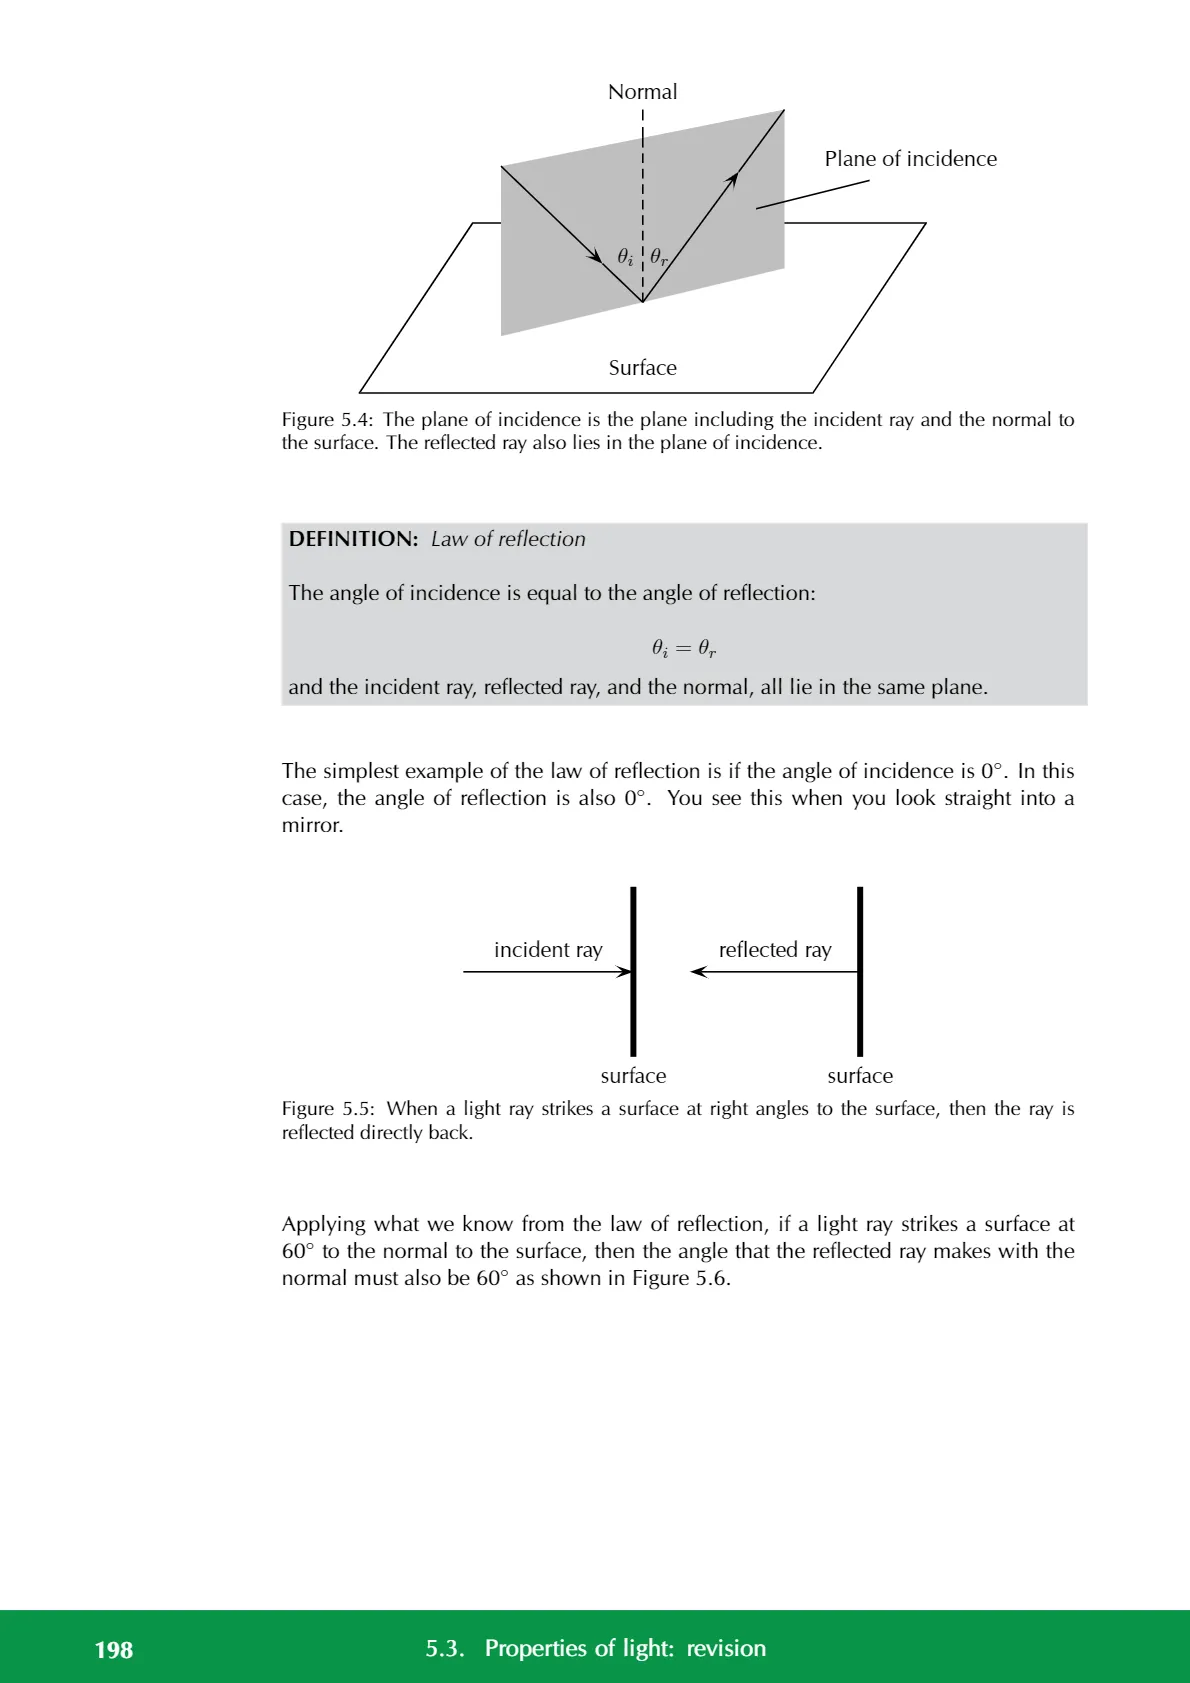 Normal
Plane of incidence
θi θr
Surface
Figure 5.4: The plane of incidence is the plane including the incident ray and the normal to
the surface. The reflected ray also lies in the plane of incidence.
DEFINITION: Law of reflection
The angle of incidence is equal to the angle of reflection:
θi = θr
and the incident ray, reflected ray, and the normal, all lie in the same plane.
The simplest example of the law of reflection is if the angle of incidence is 0°. In this
case, the angle of reflection is also 0°. You see this when you look straight into a
mirror.
incident ray reflected ray
surface surface
Figure 5.5: When a light ray strikes a surface at right angles to the surface, then the ray is
reflected directly back.
Applying what we know from the law of reflection, if a light ray strikes a surface at
60° to the normal to the surface, then the angle that the reflected ray makes with the
normal must also be 60° as shown in Figure 5.6.
198 5.3. Properties of light: revision